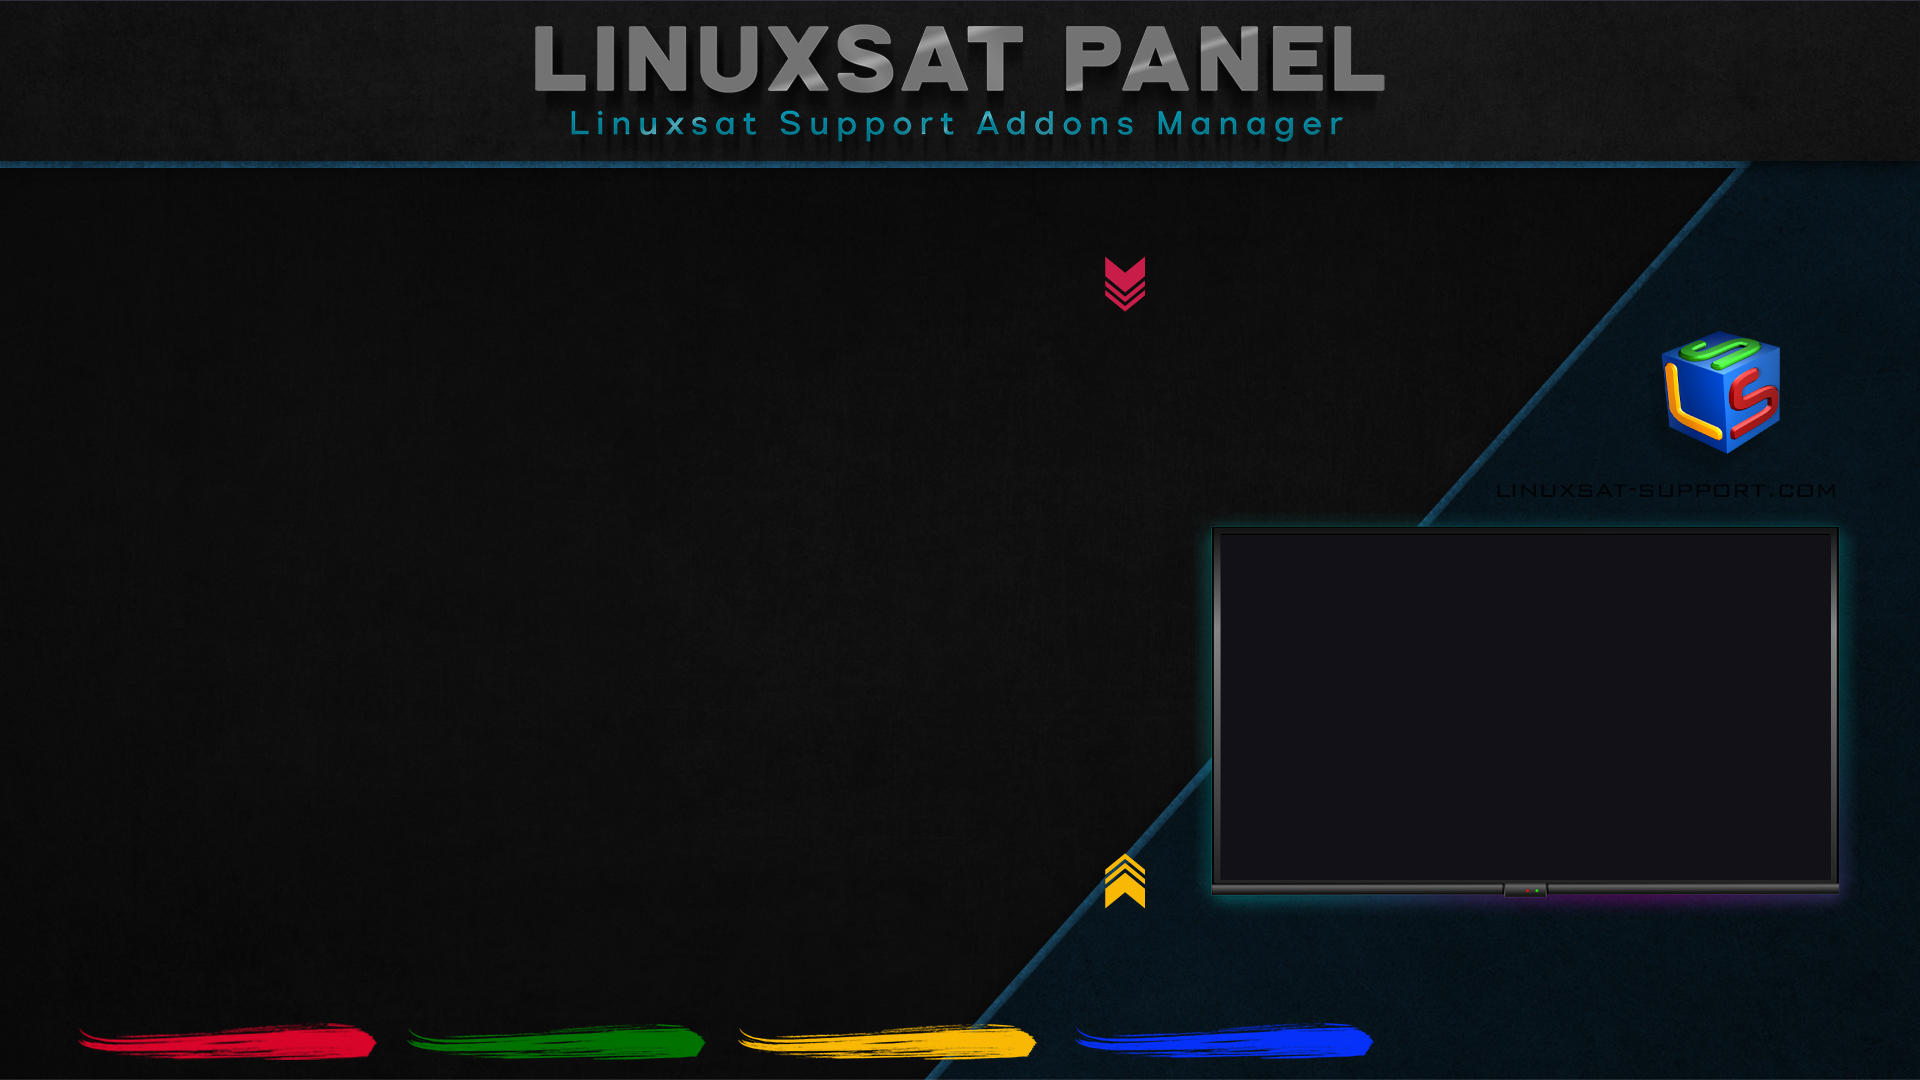 LINUXSAT PANEL
Linuxsat Support Addons Manager
S
L S
LINUXSAT-SUPPORT.COM